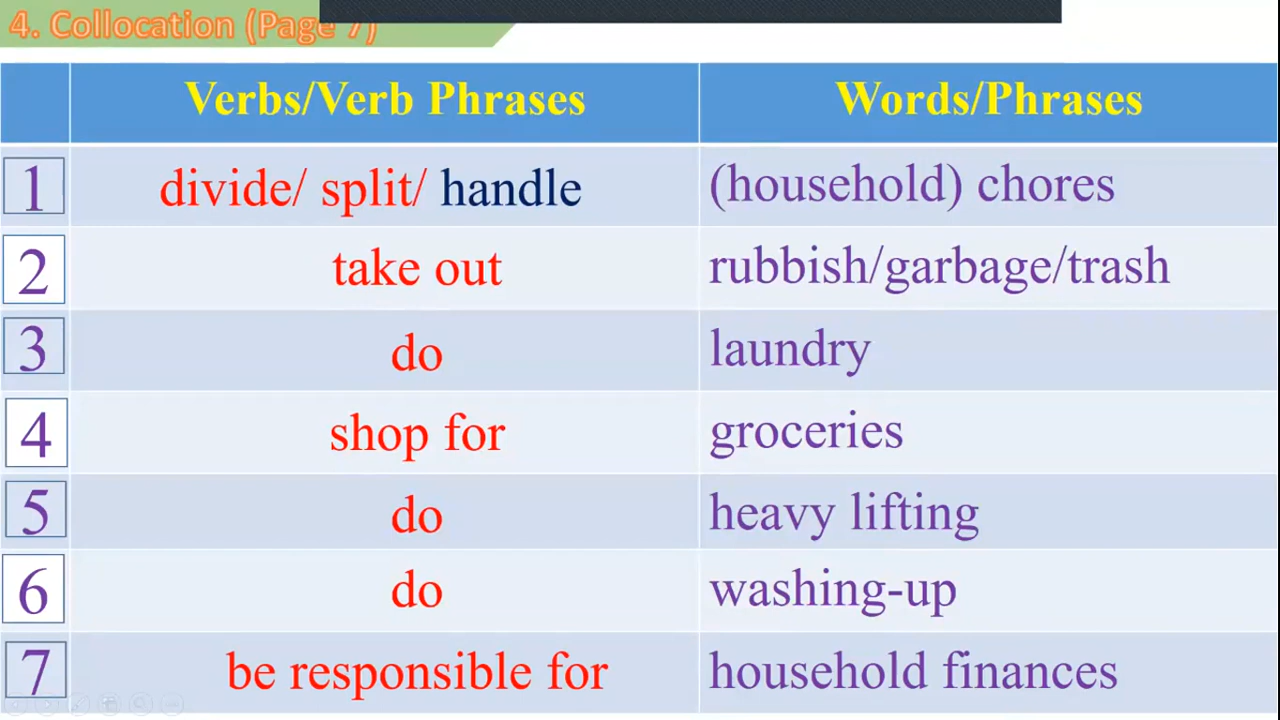 4. Collocation (Page 7)
Verbs/Verb Phrases Words/Phrases
1 divide/ split/ handle (household) chores
2 take out rubbish/garbage/trash
3 do laundry
4 shop for groceries
5 do heavy lifting
6 do washing-up
7 be responsible for household finances